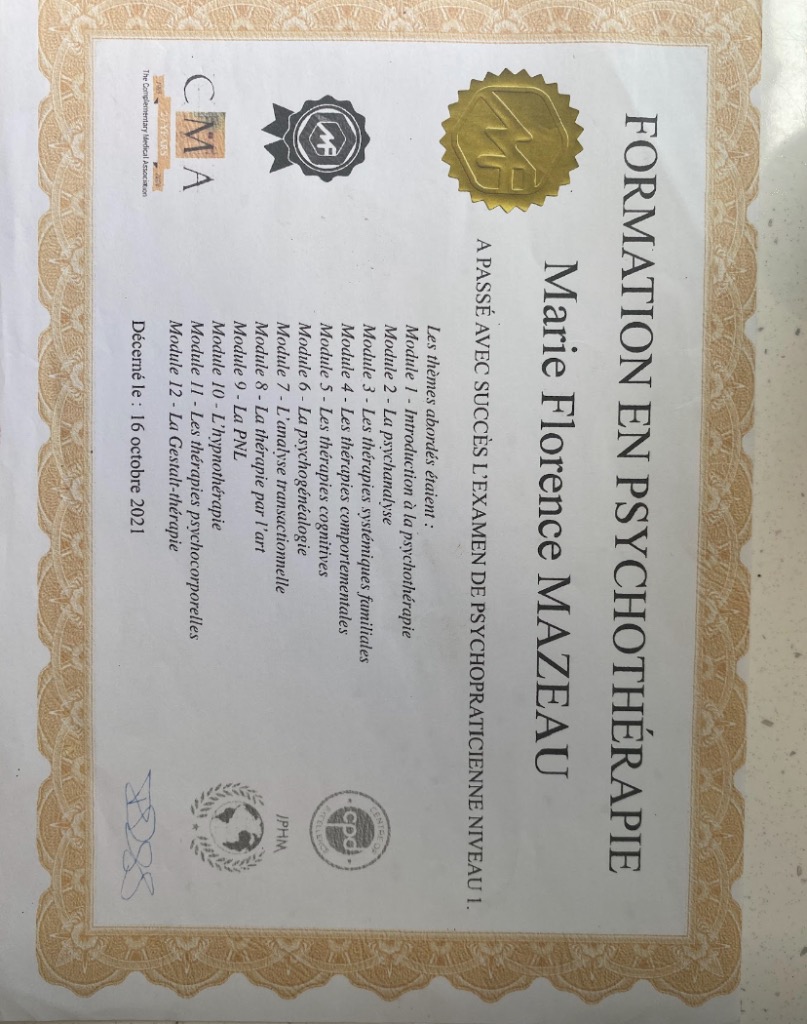 FORMATION EN PSYCHOTHÉRAPIE
Marie Florence MAZEAU
A PASSÉ AVEC SUCCÈS L'EXAMEN DE PSYCHOPRATICIENNE NIVEAU 1.
Les thèmes abordés étaient :
Module 1 - Introduction à la psychothérapie
Module 2 - La psychanalyse
Module 3 - Les thérapies systémiques familiales
Module 4 - Les thérapies comportementales
Module 5 - Les thérapies cognitives
Module 6 - La psychogénéalogie
Module 7 - L'analyse transactionnelle
Module 8 - La thérapie par l'art
Module 9 - La PNL
Module 10 - L'hypnothérapie
Module 11 - Les thérapies psychocorporelles
Module 12 - La Gestalt-thérapie
Décerné le : 16 octobre 2021
CMA
YEARS
The Complementary Medical Association
CENTRE OF
EXCELLENCE
cpd
IPHM